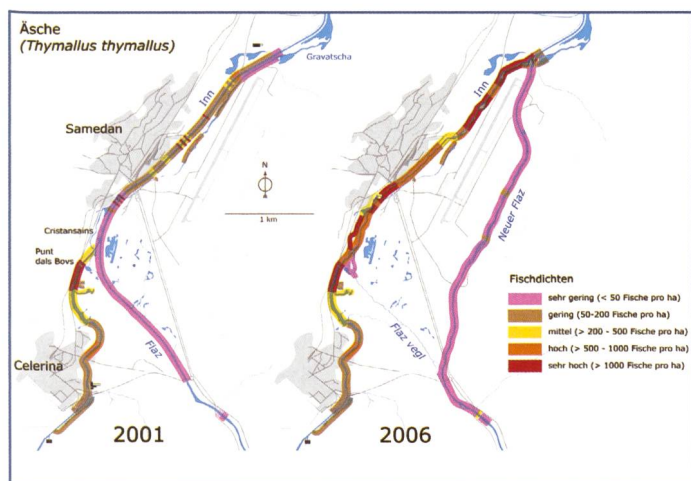 Äsche
(Thymallus thymallus)
Gravatscha
Inn
Samedan
N
1 km
Cristansains
Punt
dals Bovs
Flaz
Celerina
2001
Inn
Neuer Flaz
Flaz vegl
2006
Fischdichten
sehr gering (< 50 Fische pro ha)
gering (50-200 Fische pro ha)
mittel (> 200 - 500 Fische pro ha)
hoch (> 500 - 1000 Fische pro ha)
sehr hoch (> 1000 Fische pro ha)